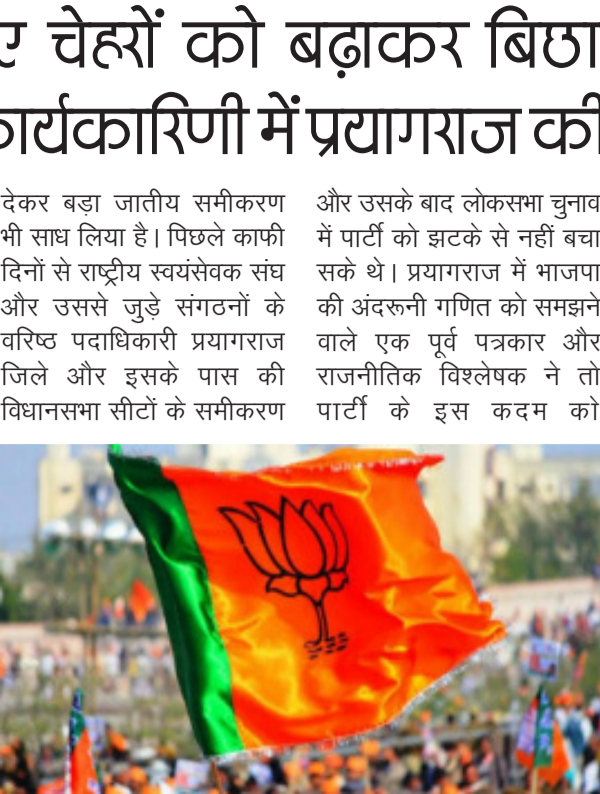 चेहरों को बढ़ाकर बिछा
कार्यकारिणी में प्रयागराज की
देकर बड़ा जातीय समीकरण
भी साध लिया है। पिछले काफी
दिनों से राष्ट्रीय स्वयंसेवक संघ
और उससे जुड़े संगठनों के
वरिष्ठ पदाधिकारी प्रयागराज
जिले और इसके पास की
विधानसभा सीटों के समीकरण
और उसके बाद लोकसभा चुनाव
में पार्टी को झटके से नहीं बचा
सके थे। प्रयागराज में भाजपा
की अंदरूनी गणित को समझने
वाले एक पूर्व पत्रकार और
राजनीतिक विश्लेषक ने तो
पार्टी के इस कदम को